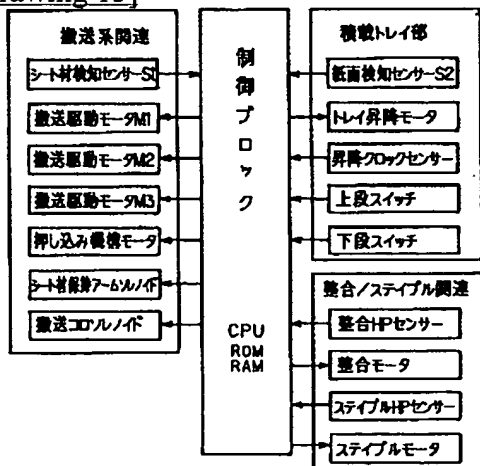 rawing 15]
搬送系関連
シート材検知センサーS1
搬送駆動モータM1
搬送駆動モータM2
搬送駆動モータM3
押し込み機構モータ
シート材保持アームソルノイド
搬送コロソルノイド
制御ブロック
CPU
ROM
RAM
積載トレイ部
紙面検知センサーS2
トレイ昇降モータ
昇降クロックセンサー
上段スイッチ
下段スイッチ
整合/ステイプル関連
整合HPセンサー
整合モータ
ステイプルHPセンサー
ステイプルモータ